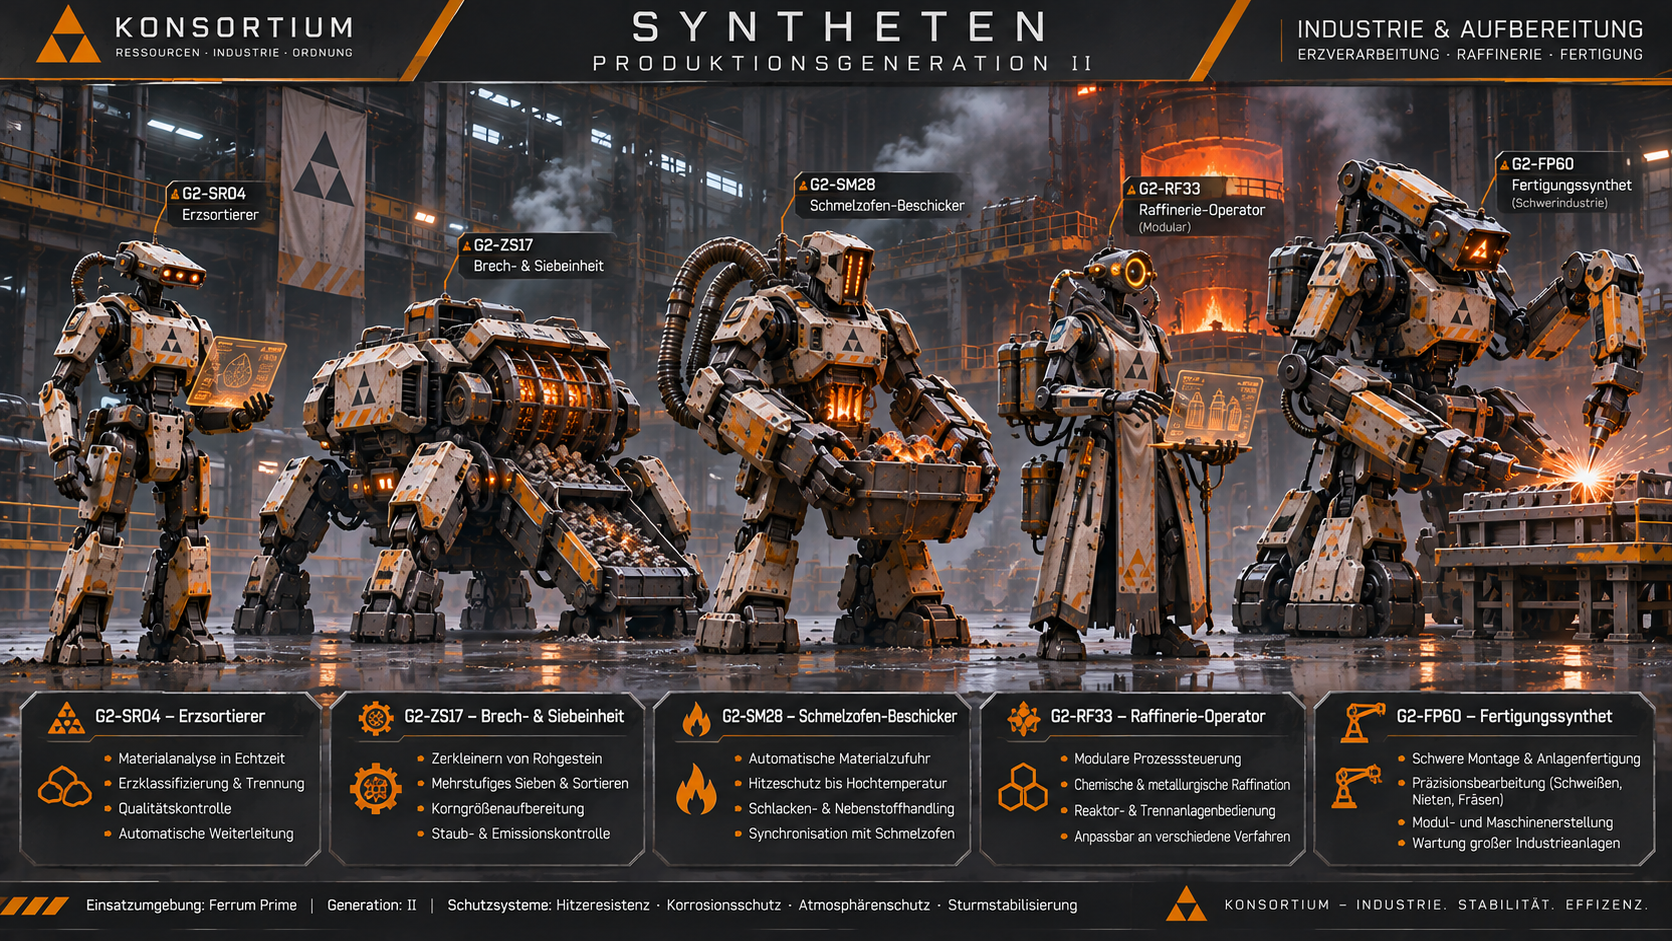 KONSORTIUM
RESSOURCEN · INDUSTRIE · ORDNUNG
SYNTHETEN
PRODUKTIONSGENERATION II
INDUSTRIE & AUFBEREITUNG
ERZVERARBEITUNG · RAFFINERIE · FERTIGUNG
G2-SR04
Erzsortierer
G2-ZS17
Brech- & Siebeinheit
G2-SM28
Schmelzofen-Beschicker
G2-RF33
Raffinerie-Operator
(Modular)
G2-FP60
Fertigungssynthet
(Schwerindustrie)
G2-SR04 – Erzsortierer
Materialanalyse in Echtzeit
Erzklassifizierung & Trennung
Qualitätskontrolle
Automatische Weiterleitung
G2-ZS17 – Brech- & Siebeinheit
Zerkleinern von Rohgestein
Mehrstufiges Sieben & Sortieren
Korngrößenaufbereitung
Staub- & Emissionskontrolle
G2-SM28 – Schmelzofen-Beschicker
Automatische Materialzufuhr
Hitzeschutz bis Hochtemperatur
Schlacken- & Nebenstoffhandling
Synchronisation mit Schmelzofen
G2-RF33 – Raffinerie-Operator
Modulare Prozesssteuerung
Chemische & metallurgische Raffination
Reaktor- & Trennanlagenbedienung
Anpassbar an verschiedene Verfahren
G2-FP60 – Fertigungssynthet
Schwere Montage & Anlagenfertigung
Präzisionsbearbeitung (Schweißen,
Nieten, Fräsen)
Modul- und Maschinenerstellung
Wartung großer Industrieanlagen
Einsatzumgebung: Ferrum Prime | Generation: II | Schutzsysteme: Hitzeresistenz · Korrosionsschutz · Atmosphärenschutz · Sturmstabilisierung
KONSORTIUM – INDUSTRIE. STABILITÄT. EFFIZENZ.